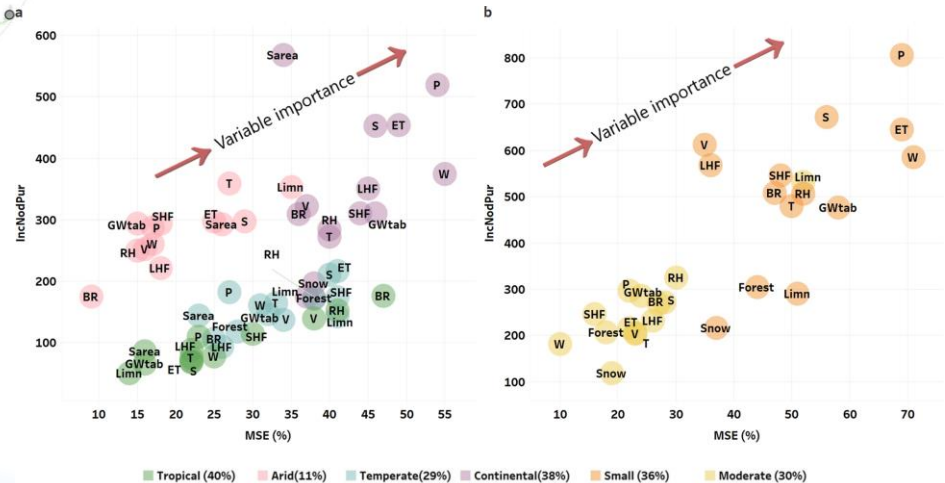 a
b
600
500
400
300
200
100
IncNodPur
Sarea
P
S
ET
W
Variable importance
T
Limn
LHF
V
BR
SHF
GWtab
RH
T
GWtab
SHF
P
ET
Sarea
S
RH
V
W
LHF
BR
RH
Snow
Forest
S
ET
SHF
BR
P
Limn
W
T
GWtab
V
V
RH
Limn
Sarea
Forest
P
BR
SHF
LHF
LHF
T
W
ET
S
Sarea
GWtab
Limn
10
15
20
25
30
35
40
45
50
55
MSE (%)
800
700
600
500
400
300
200
100
IncNodPur
Variable importance
P
S
ET
W
V
LHF
SHF
Limn
BR
RH
T
GWtab
Forest
Limn
Snow
RH
P
GWtab
BR
S
SHF
ET
LHF
Forest
V
T
W
Snow
10
20
30
40
50
60
70
MSE (%)
Tropical (40%)
Arid(11%)
Temperate(29%)
Continental(38%)
Small (36%)
Moderate (30%)